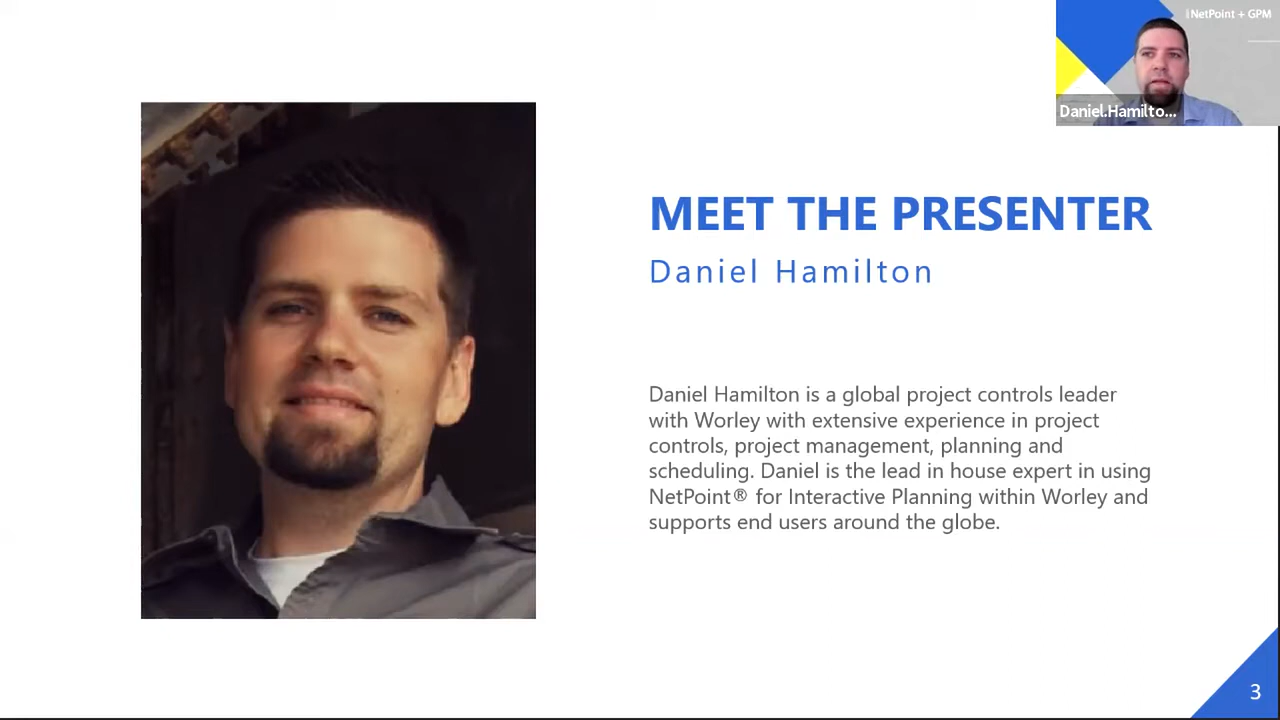 NetPoint + GPM
Daniel.Hamilto...
MEET THE PRESENTER
Daniel Hamilton
Daniel Hamilton is a global project controls leader
with Worley with extensive experience in project
controls, project management, planning and
scheduling. Daniel is the lead in house expert in using
NetPoint® for Interactive Planning within Worley and
supports end users around the globe.
3